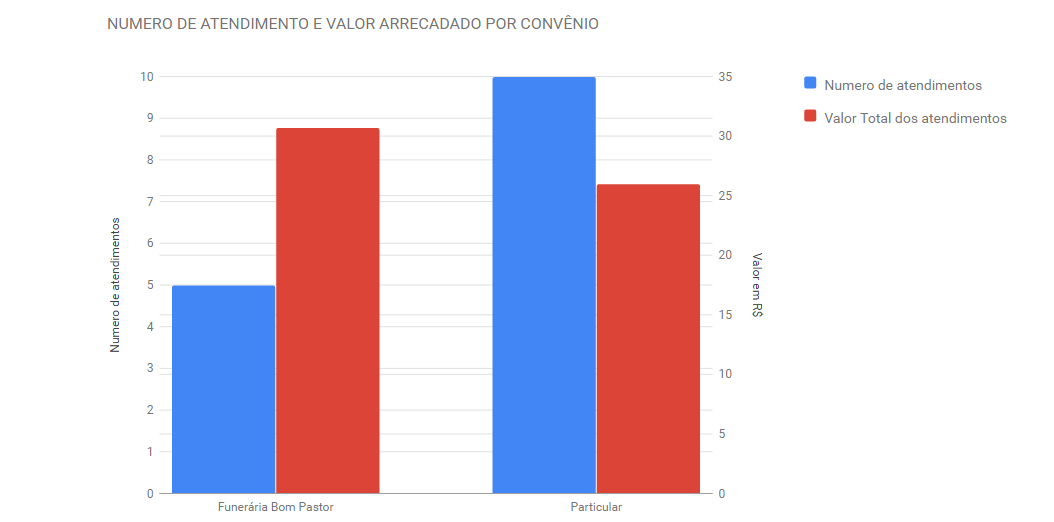 NUMERO DE ATENDIMENTO E VALOR ARRECADADO POR CONVÊNIO
Numero de atendimentos
10
9
8
7
6
5
4
3
2
1
0
35
30
25
20
15
10
5
0
Valor em R$
Funerária Bom Pastor
Particular
Numero de atendimentos
Valor Total dos atendimentos